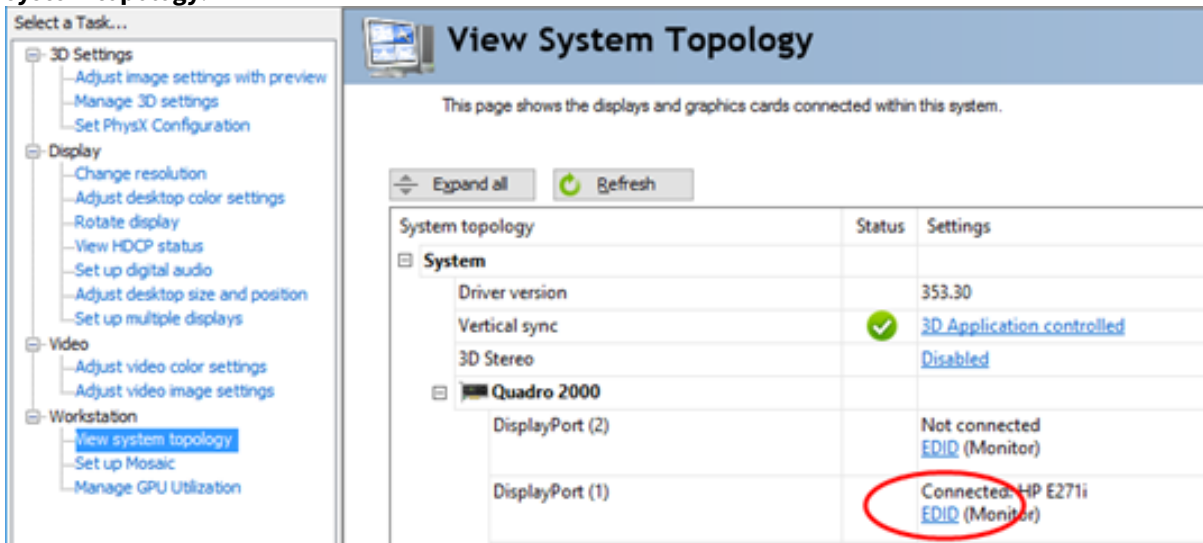 system topology.
Select a Task...
3D Settings
Adjust image settings with preview
Manage 3D settings
Set PhysX Configuration
Display
Change resolution
Adjust desktop color settings
Rotate display
View HDCP status
Set up digital audio
Adjust desktop size and position
Set up multiple displays
Video
Adjust video color settings
Adjust video image settings
Workstation
View system topology
Set up Mosaic
Manage GPU Utilization
View System Topology
This page shows the displays and graphics cards connected within this system.
Expand all Refresh
System topology Status Settings
System
Driver version 353.30
Vertical sync 3D Application controlled
3D Stereo Disabled
Quadro 2000
DisplayPort (2) Not connected
EDID (Monitor)
DisplayPort (1) Connected: HP E271i
EDID (Monitor)